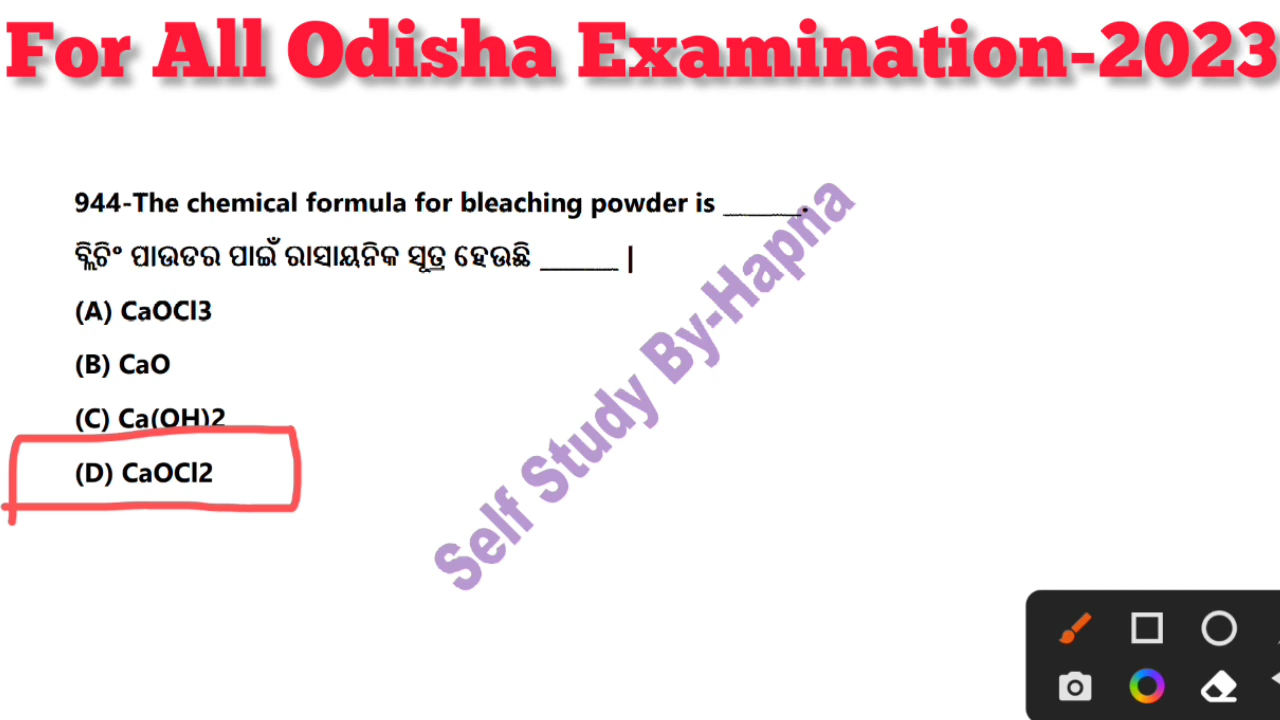 For All Odisha Examination-2023
944-The chemical formula for bleaching powder is ______.
ବ୍ଲିଚିଂ ପାଉଡର ପାଇଁ ରାସାୟନିକ ସୂତ୍ର ହେଉଛି ______ |
(A) CaOCl3
(B) CaO
(C) Ca(OH)2
(D) CaOCl2
Self Study By-Hapna